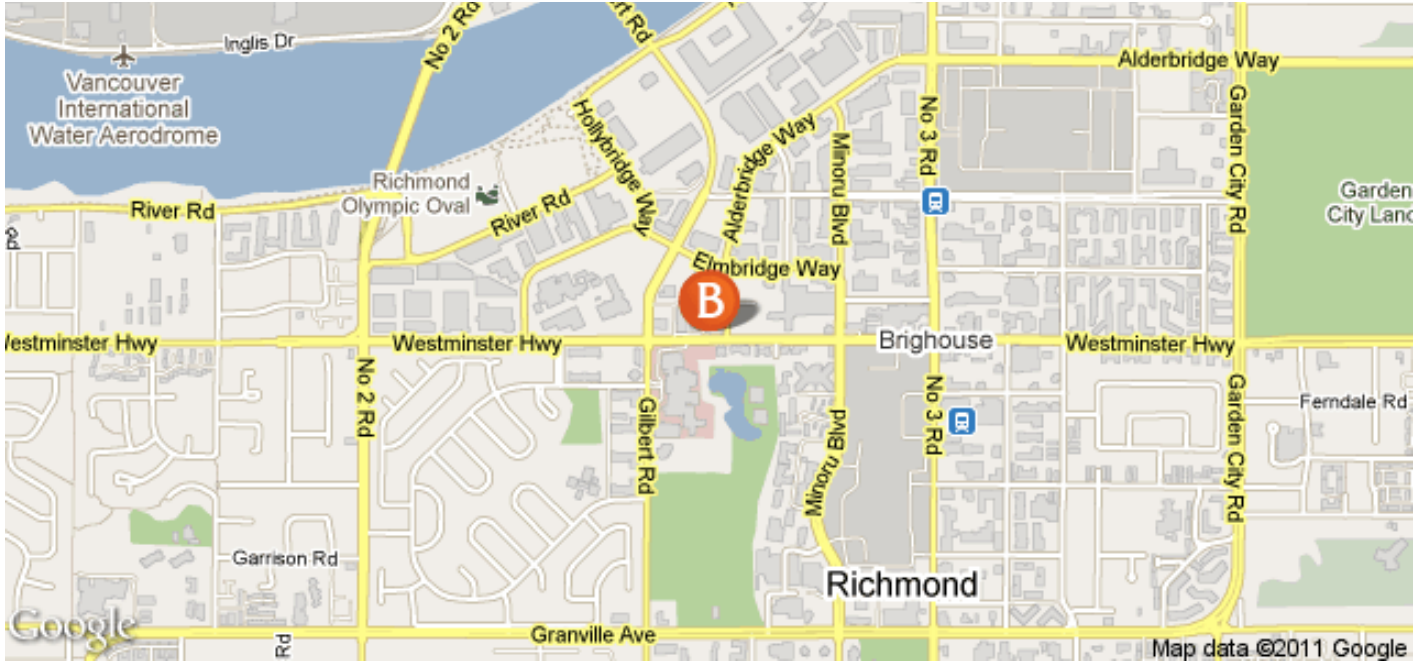 Inglis Dr
No 2 Rd
rt Rd
Alderbridge Way
Vancouver
International
Water Aerodrome
Hollybridge Way
Alderbridge Way
Minoru Blvd
No 3 Rd
Garden City Rd
Richmond
Olympic Oval
Garden
City Land
River Rd
River Rd
Elmbridge Way
B
Westminster Hwy
Westminster Hwy
Brighouse
Westminster Hwy
No 2 Rd
Gilbert Rd
Minoru Blvd
No 3 Rd
Garden City Rd
Ferndale Rd
Garrison Rd
Richmond
Google
Rd
Granville Ave
Map data ©2011 Google